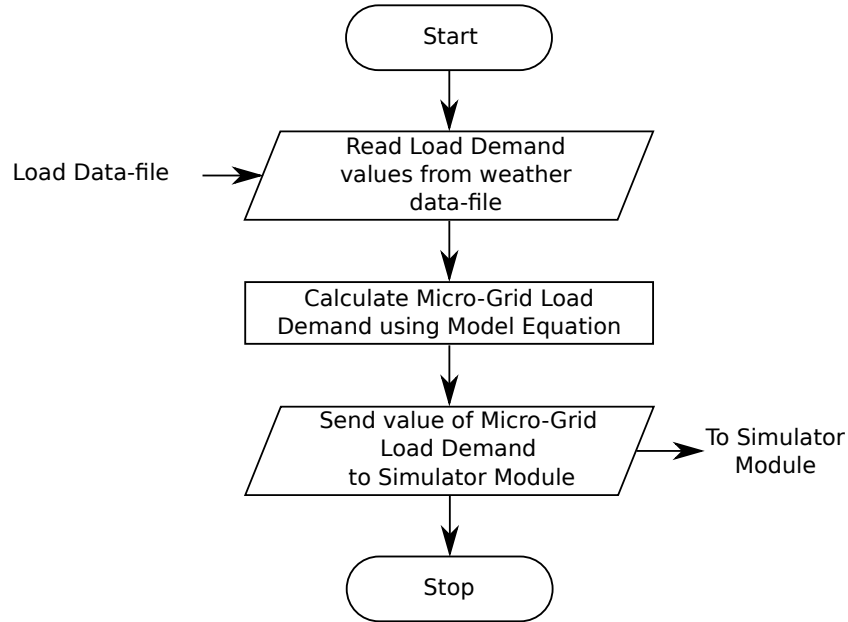 Start
Read Load Demand
values from weather
data-file
Load Data-file
Calculate Micro-Grid Load
Demand using Model Equation
Send value of Micro-Grid
Load Demand
to Simulator Module
To Simulator
Module
Stop